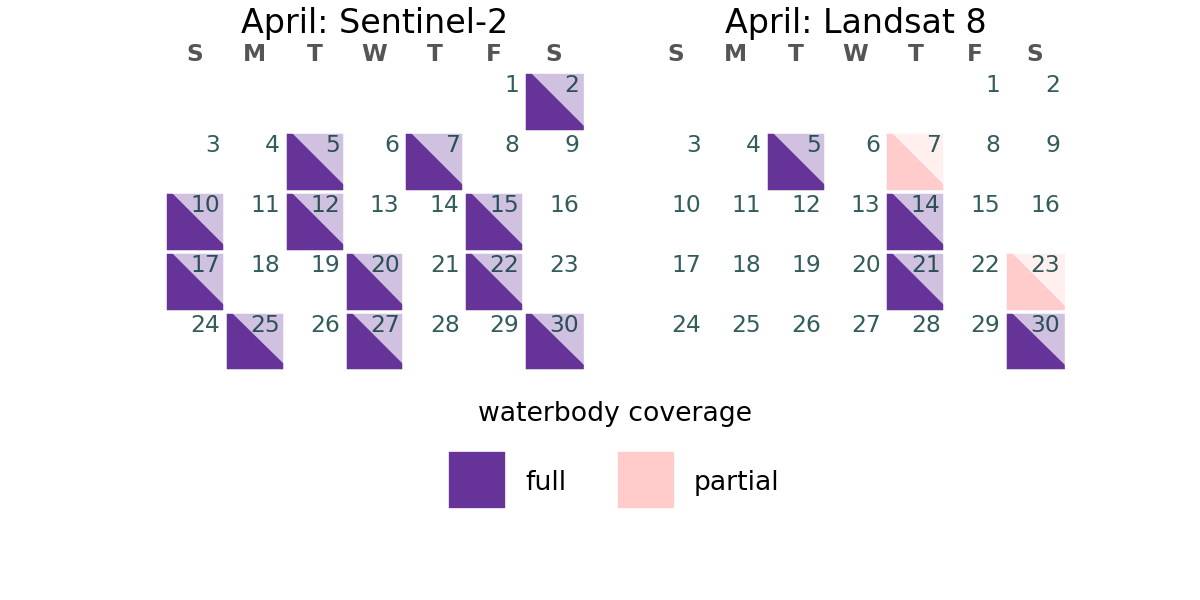 April: Sentinel-2
S M T W T F S
1 2
3 4 5 6 7 8 9
10 11 12 13 14 15 16
17 18 19 20 21 22 23
24 25 26 27 28 29 30
April: Landsat 8
S M T W T F S
1 2
3 4 5 6 7 8 9
10 11 12 13 14 15 16
17 18 19 20 21 22 23
24 25 26 27 28 29 30
waterbody coverage
full
partial